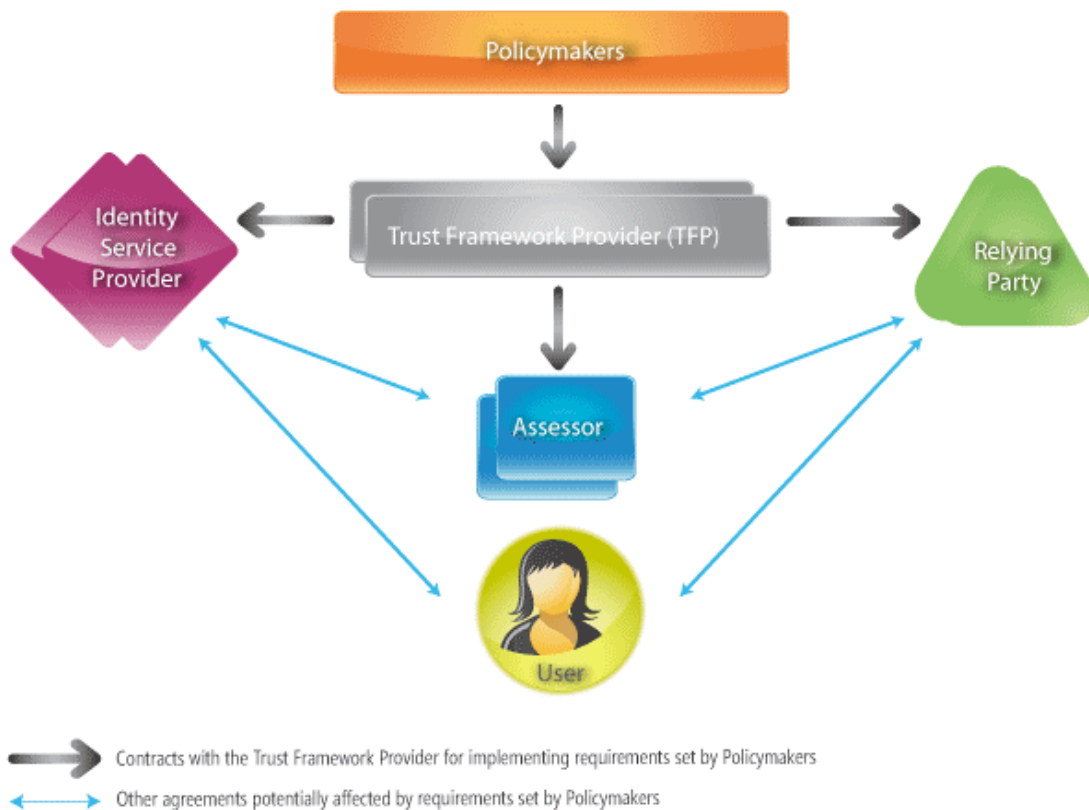 Policymakers
Trust Framework Provider (TFP)
Identity
Service
Provider
Relying
Party
Assessor
User
Contracts with the Trust Framework Provider for implementing requirements set by Policymakers
Other agreements potentially affected by requirements set by Policymakers